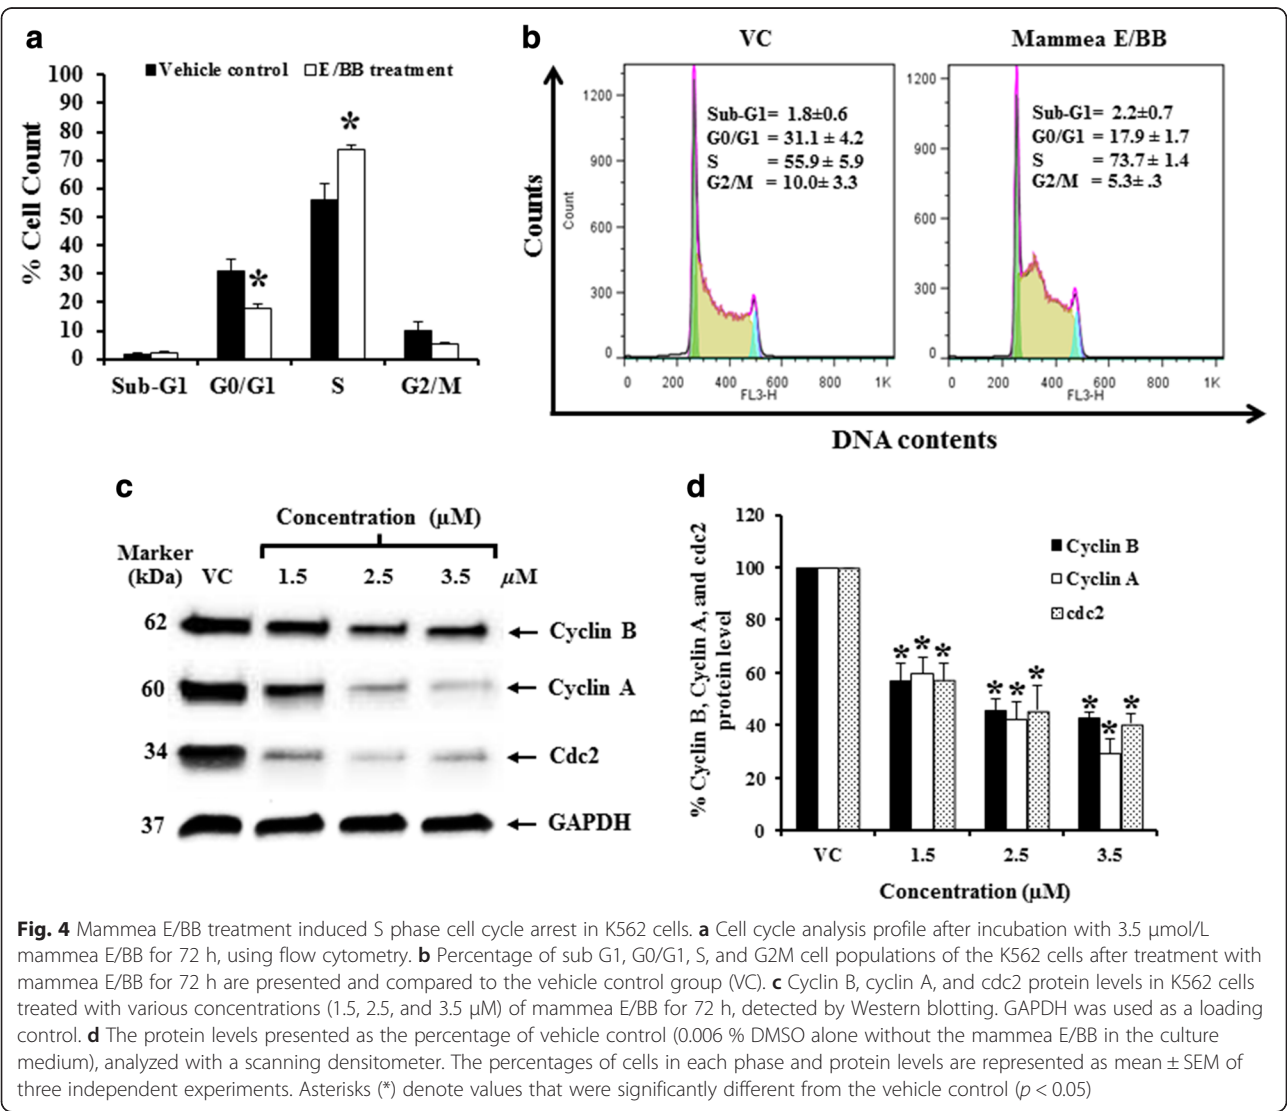 a
Vehicle control E/BB treatment
% Cell Count
100
90
80
70
60
50
40
30
20
10
0
*
*
Sub-G1 G0/G1 S G2/M
b
VC
Counts
Count
1200
900
600
300
0
Sub-G1= 1.8±0.6
G0/G1 = 31.1 ± 4.2
S = 55.9 ± 5.9
G2/M = 10.0± 3.3
0 200 400 600 800 1K
FL3-H
Mammea E/BB
1200
900
600
300
0
Sub-G1= 2.2±0.7
G0/G1 = 17.9 ± 1.7
S = 73.7± 1.4
G2/M = 5.3± .3
0 200 400 600 800 1K
FL3-H
DNA contents
c
Concentration (µM)
Marker
(kDa) VC 1.5 2.5 3.5 µM
62 Cyclin B
60 Cyclin A
34 Cdc2
37 GAPDH
d
% Cyclin B, Cyclin A, and cdc2
protein level
120
100
80
60
40
20
0
Cyclin B
Cyclin A
cdc2
* * *
* * *
* * *
VC 1.5 2.5 3.5
Concentration (µM)
Fig. 4 Mammea E/BB treatment induced S phase cell cycle arrest in K562 cells. a Cell cycle analysis profile after incubation with 3.5 µmol/L
mammea E/BB for 72 h, using flow cytometry. b Percentage of sub G1, G0/G1, S, and G2M cell populations of the K562 cells after treatment with
mammea E/BB for 72 h are presented and compared to the vehicle control group (VC). c Cyclin B, cyclin A, and cdc2 protein levels in K562 cells
treated with various concentrations (1.5, 2.5, and 3.5 µM) of mammea E/BB for 72 h, detected by Western blotting. GAPDH was used as a loading
control. d The protein levels presented as the percentage of vehicle control (0.006 % DMSO alone without the mammea E/BB in the culture
medium), analyzed with a scanning densitometer. The percentages of cells in each phase and protein levels are represented as mean ± SEM of
three independent experiments. Asterisks (*) denote values that were significantly different from the vehicle control (p < 0.05)